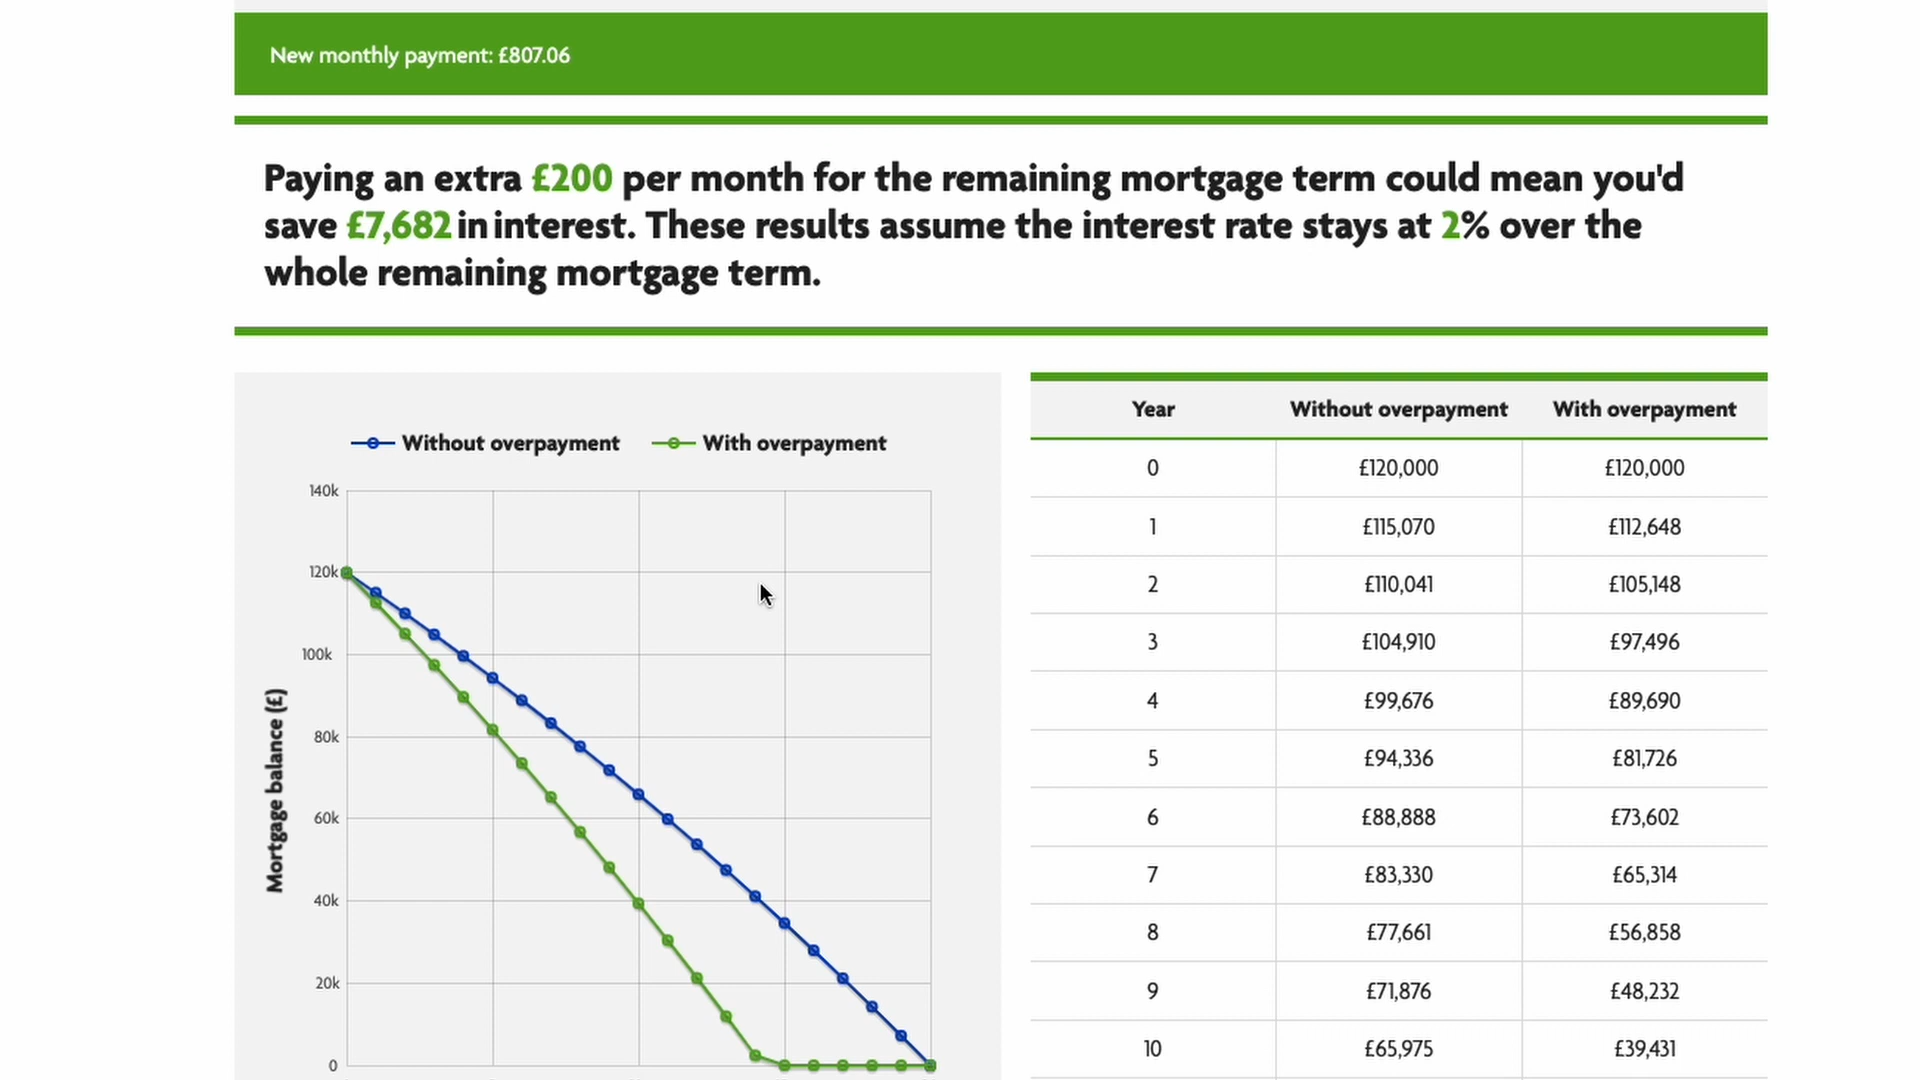 New monthly payment: £807.06
Paying an extra £200 per month for the remaining mortgage term could mean you'd
save £7,682 in interest. These results assume the interest rate stays at 2% over the
whole remaining mortgage term.
Without overpayment With overpayment
140k
120k
100k
80k
60k
40k
20k
0
Mortgage balance (£)
Year Without overpayment With overpayment
0 £120,000 £120,000
1 £115,070 £112,648
2 £110,041 £105,148
3 £104,910 £97,496
4 £99,676 £89,690
5 £94,336 £81,726
6 £88,888 £73,602
7 £83,330 £65,314
8 £77,661 £56,858
9 £71,876 £48,232
10 £65,975 £39,431